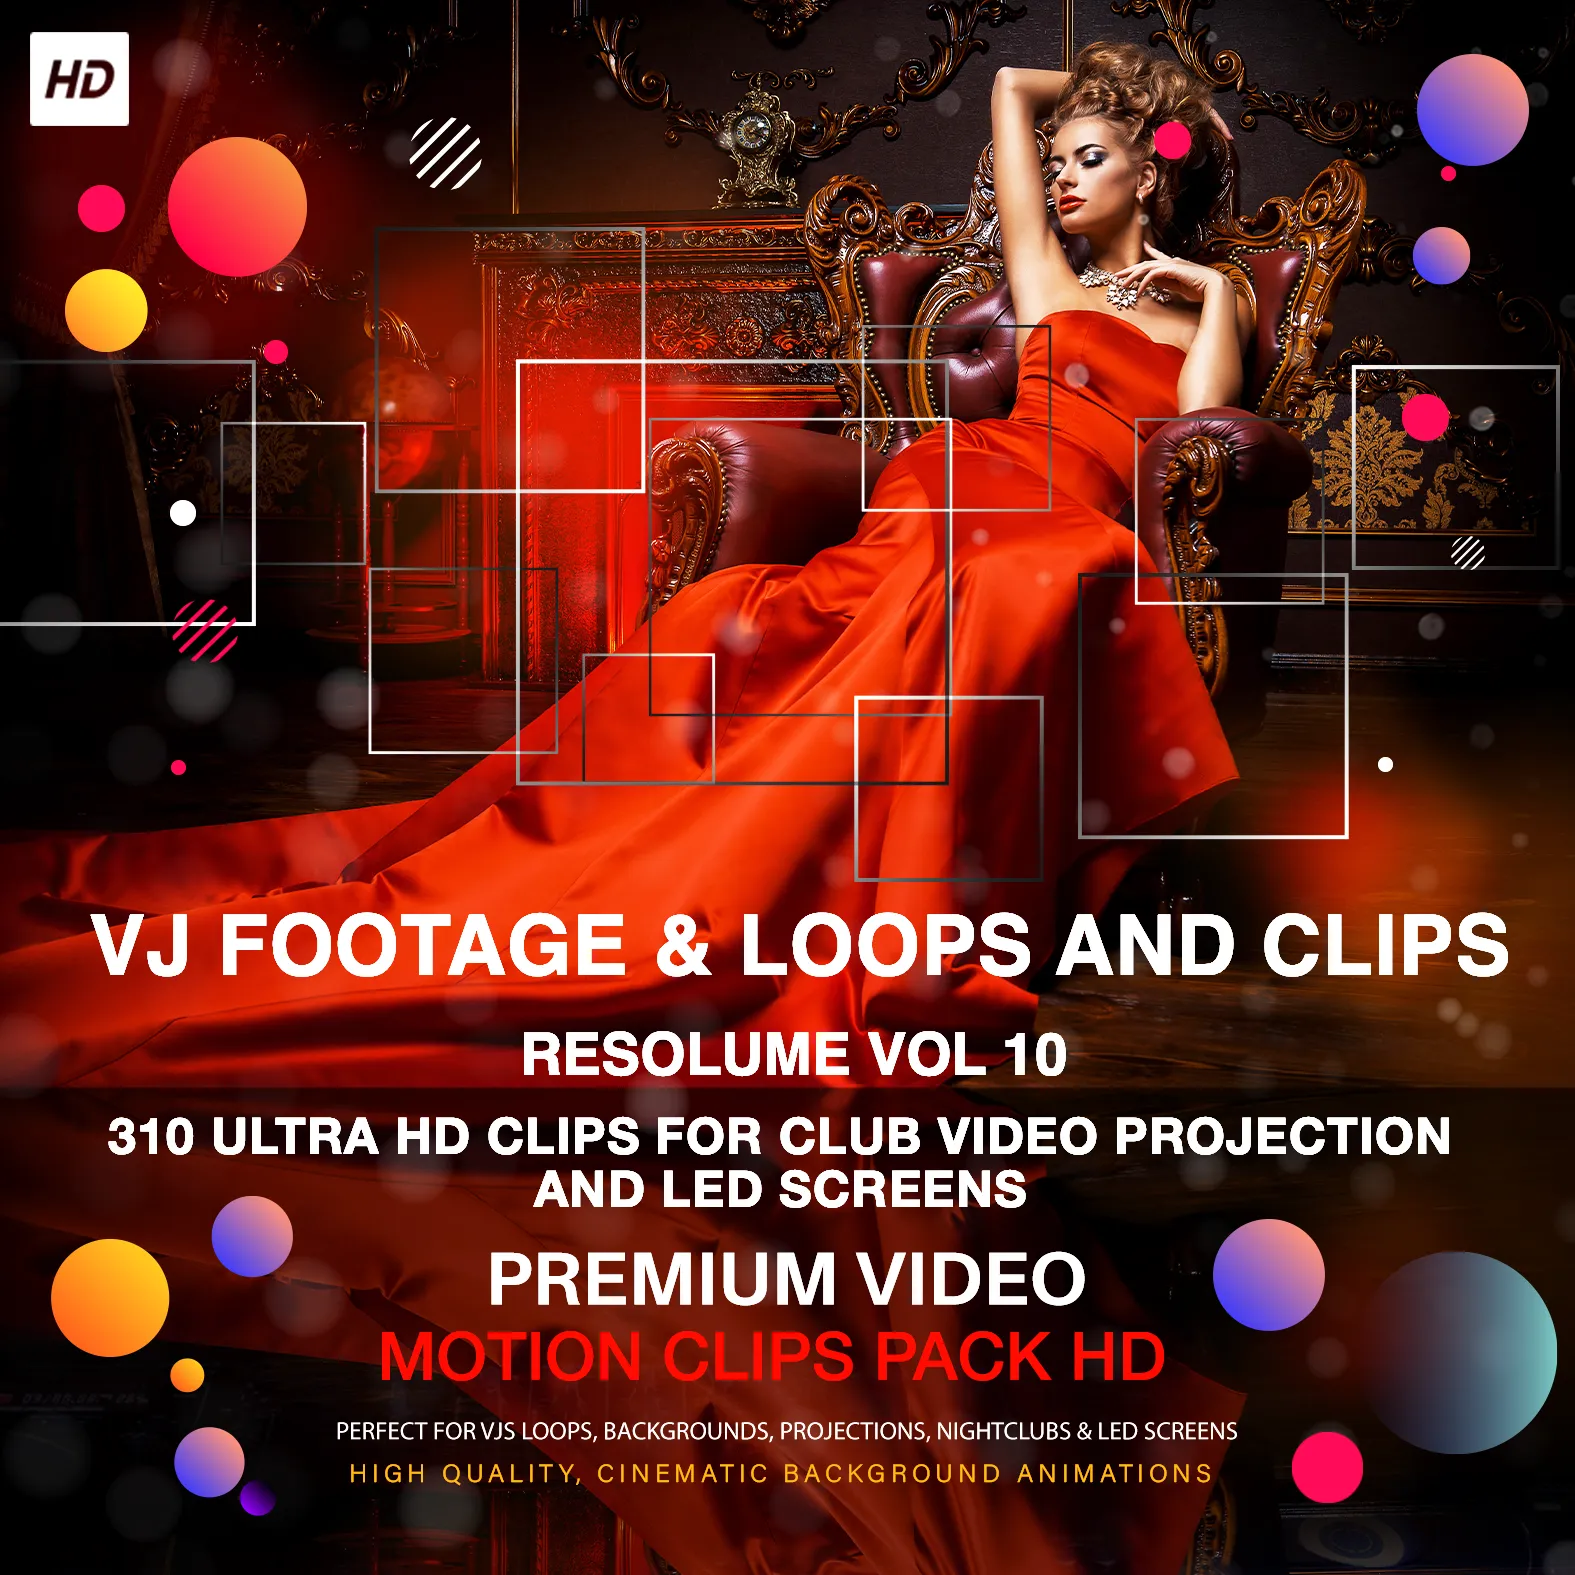 HD
VJ FOOTAGE & LOOPS AND CLIPS
RESOLUME VOL 10
310 ULTRA HD CLIPS FOR CLUB VIDEO PROJECTION
AND LED SCREENS
PREMIUM VIDEO
MOTION CLIPS PACK HD
PERFECT FOR VJS LOOPS, BACKGROUNDS, PROJECTIONS, NIGHTCLUBS & LED SCREENS
HIGH QUALITY, CINEMATIC BACKGROUND ANIMATIONS